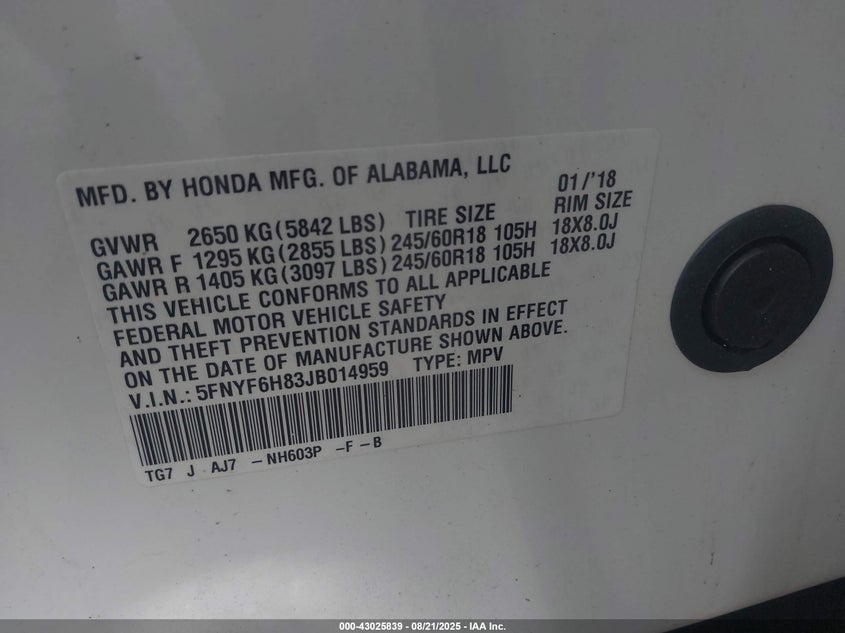 MFD. BY HONDA MFG. OF ALABAMA, LLC 01/'18
GVWR 2650 KG (5842 LBS) TIRE SIZE RIM SIZE
GAWR F 1295 KG (2855 LBS) 245/60R18 105H 18X8.0J
GAWR R 1405 KG (3097 LBS) 245/60R18 105H 18X8.0J
THIS VEHICLE CONFORMS TO ALL APPLICABLE
FEDERAL MOTOR VEHICLE SAFETY
AND THEFT PREVENTION STANDARDS IN EFFECT
ON THE DATE OF MANUFACTURE SHOWN ABOVE.
V.I.N.: 5FNYF6H83JB014959 TYPE: MPV
TG7 J AJ7 -NH603P -F-B
000-43025839 - 08/21/2025 - IAA Inc.